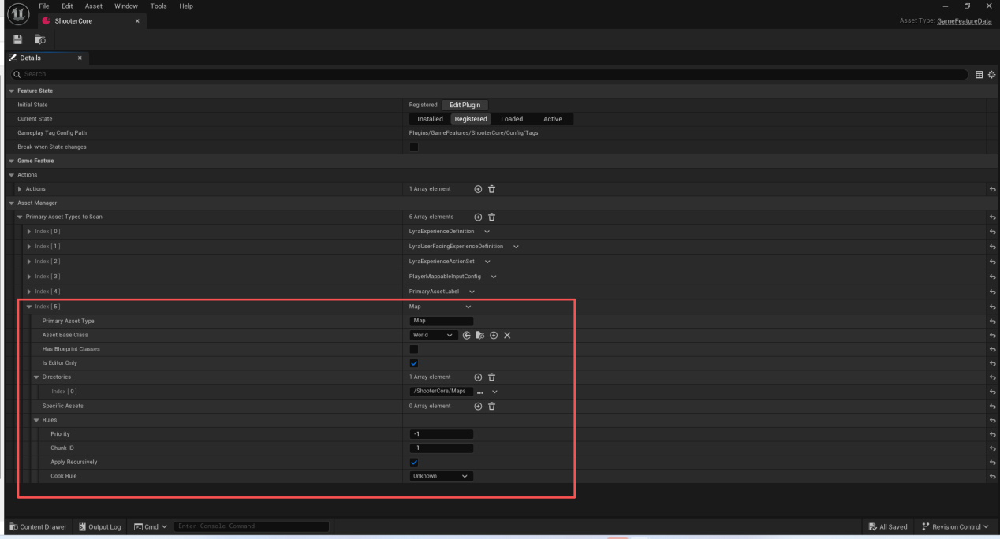 File Edit Asset Window Tools Help
ShooterCore
Asset Type: GameFeatureData
Details
Search
Feature State
Initial State Registered Edit Plugin
Current State Installed Registered Loaded Active
Gameplay Tag Config Path Plugins/GameFeatures/ShooterCore/Config/Tags
Break when State changes
Game Feature
Actions
Actions 1 Array element
Asset Manager
Primary Asset Types to Scan 6 Array elements
Index [ 0 ] LyraExperienceDefinition
Index [ 1 ] LyraUserFacingExperienceDefinition
Index [ 2 ] LyraExperienceActionSet
Index [ 3 ] PlayerMappableInputConfig
Index [ 4 ] PrimaryAssetLabel
Index [ 5 ] Map
Primary Asset Type Map
Asset Base Class World
Has Blueprint Classes
Is Editor Only
Directories 1 Array element
Index [ 0 ] /ShooterCore/Maps ...
Specific Assets 0 Array element
Rules
Priority -1
Chunk ID -1
Apply Recursively
Cook Rule Unknown
Content Drawer Output Log Cmd Enter Console Command All Saved Revision Control